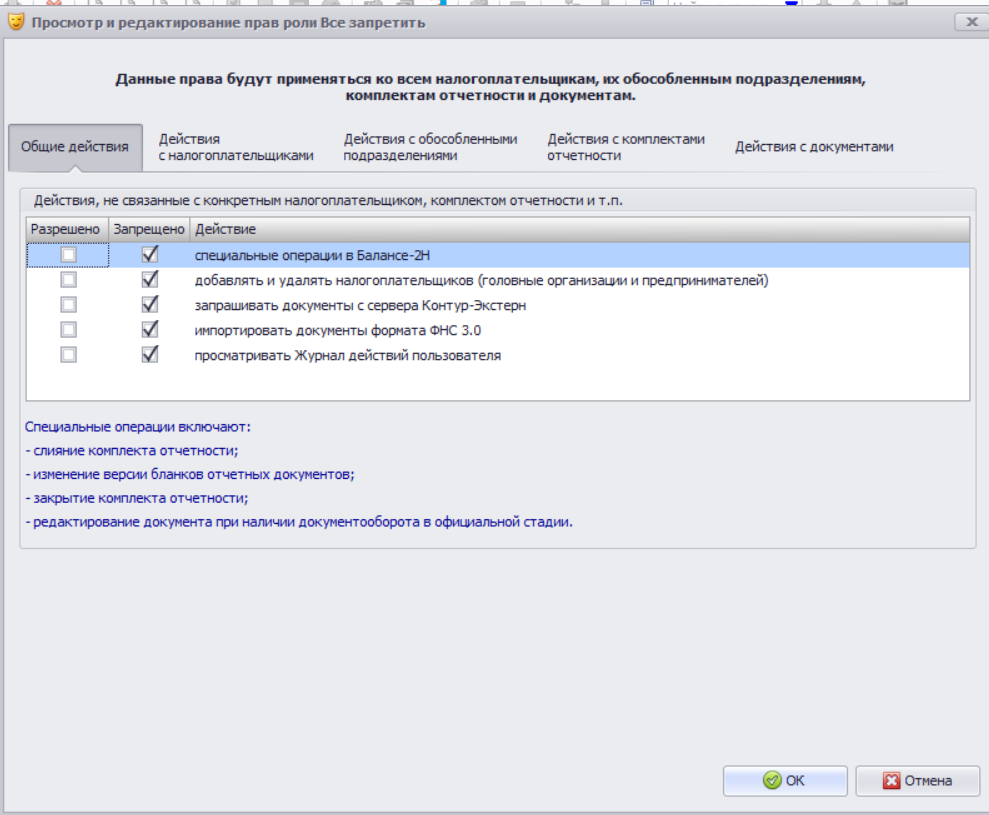 Просмотр и редактирование прав роли Все запретить
Данные права будут применяться ко всем налогоплательщикам, их обособленным подразделениям,
комплектам отчетности и документам.
Общие действия
Действия
с налогоплательщиками
Действия с обособленными
подразделениями
Действия с комплектами
отчетности
Действия с документами
Действия, не связанные с конкретным налогоплательщиком, комплектом отчетности и т.п.
Разрешено Запрещено Действие
специальные операции в Балансе-2Н
добавлять и удалять налогоплательщиков (головные организации и предпринимателей)
запрашивать документы с сервера Контур-Экстерн
импортировать документы формата ФНС 3.0
просматривать Журнал действий пользователя
Специальные операции включают:
- слияние комплекта отчетности;
- изменение версии бланков отчетных документов;
- закрытие комплекта отчетности;
- редактирование документа при наличии документооборота в официальной стадии.
ОК
Отмена